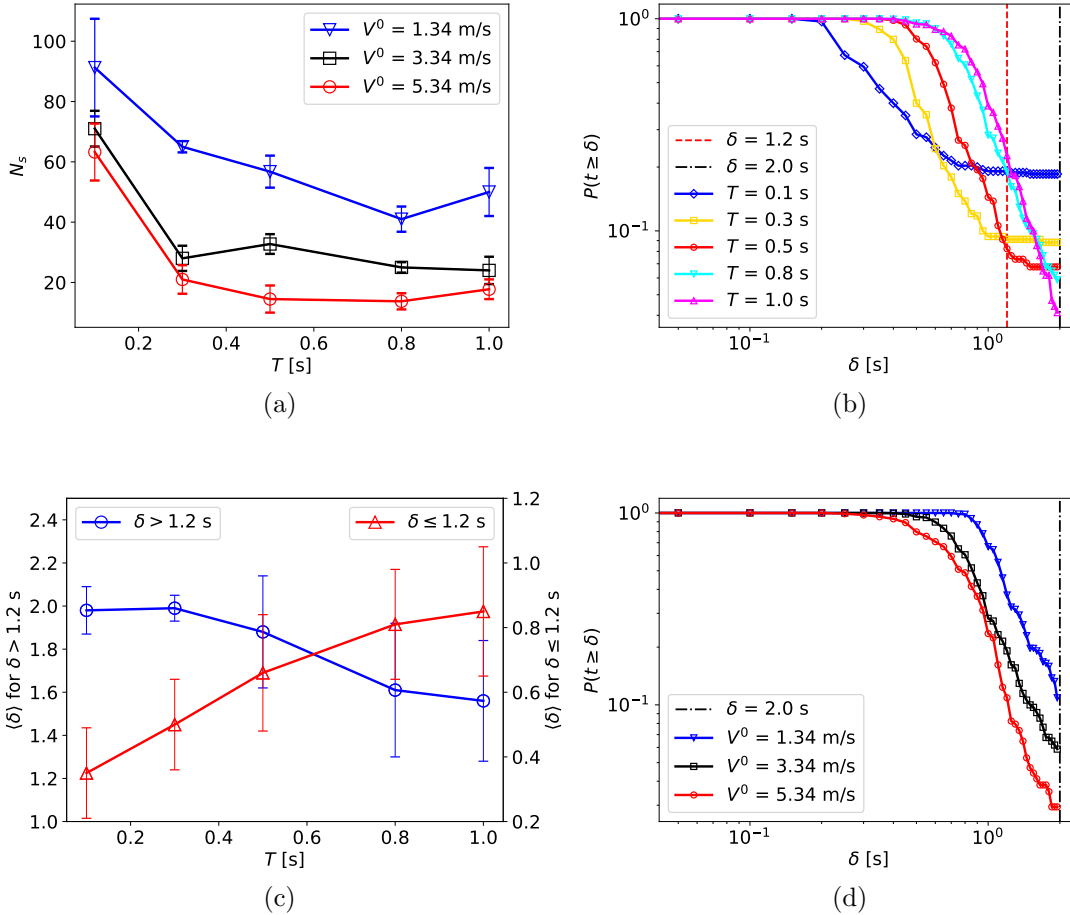 V⁰ = 1.34 m/s
V⁰ = 3.34 m/s
V⁰ = 5.34 m/s
100
80
60
40
20
Nₛ
0.2 0.4 0.6 0.8 1.0
T [s]
(a)
10⁰
10⁻¹
P(t ≥ δ)
δ = 1.2 s
δ = 2.0 s
T = 0.1 s
T = 0.3 s
T = 0.5 s
T = 0.8 s
T = 1.0 s
10⁻¹ 10⁰
δ [s]
(b)
δ > 1.2 s
δ ≤ 1.2 s
2.4
2.2
2.0
1.8
1.6
1.4
1.2
1.0
⟨δ⟩ for δ > 1.2 s
1.2
1.0
0.8
0.6
0.4
0.2
⟨δ⟩ for δ ≤ 1.2 s
0.2 0.4 0.6 0.8 1.0
T [s]
(c)
10⁰
10⁻¹
P(t ≥ δ)
δ = 2.0 s
V⁰ = 1.34 m/s
V⁰ = 3.34 m/s
V⁰ = 5.34 m/s
10⁻¹ 10⁰
δ [s]
(d)